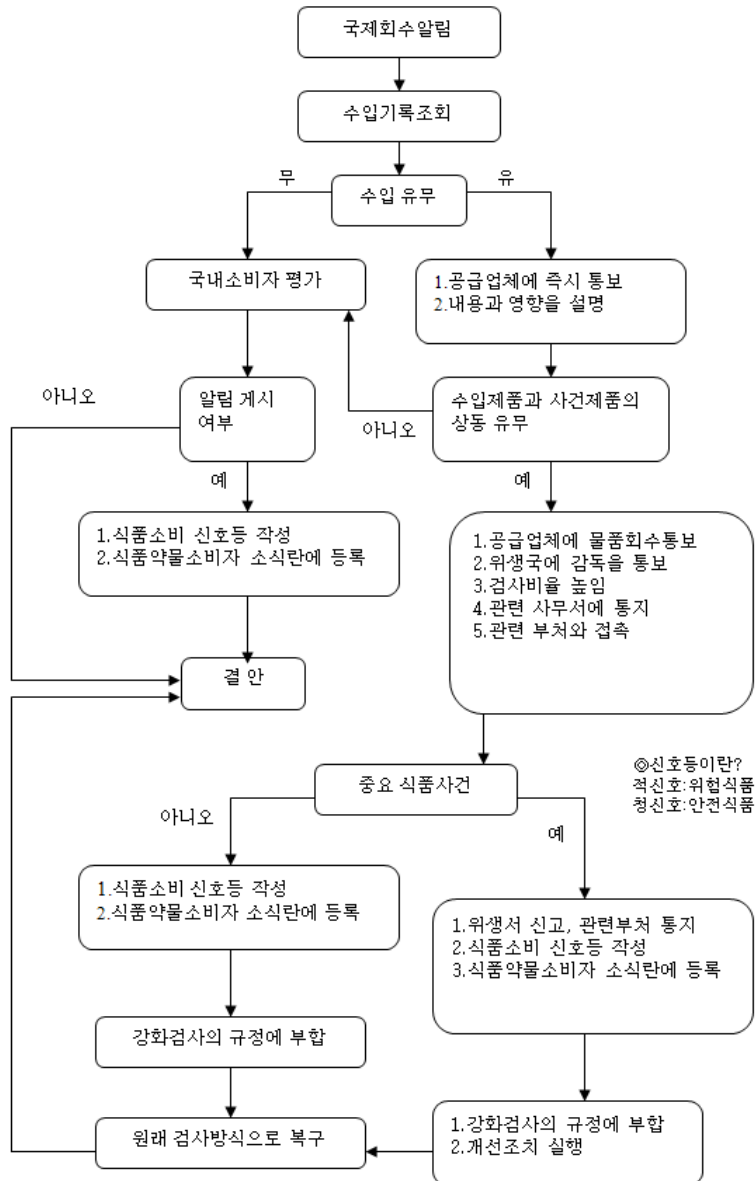 국제회수알림
수입기록조회
무
유
수입 유무
국내소비자 평가
1.공급업체에 즉시 통보
2.내용과 영향을 설명
아니오
알림 게시
여부
아니오
수입제품과 사건제품의
상동 유무
예
예
1.식품소비 신호등 작성
2.식품약물소비자 소식란에 등록
1.공급업체에 물품회수통보
2.위생국에 감독을 통보
3.검사비율 높임
4.관련 사무서에 통지
5.관련 부처와 접촉
결 안
중요 식품사건
◎신호등이란?
적신호:위험식품
청신호:안전식품
아니오
예
1.식품소비 신호등 작성
2.식품약물소비자 소식란에 등록
1.위생서 신고, 관련부처 통지
2.식품소비 신호등 작성
3.식품약물소비자 소식란에 등록
강화검사의 규정에 부합
원래 검사방식으로 복구
1.강화검사의 규정에 부합
2.개선조치 실행